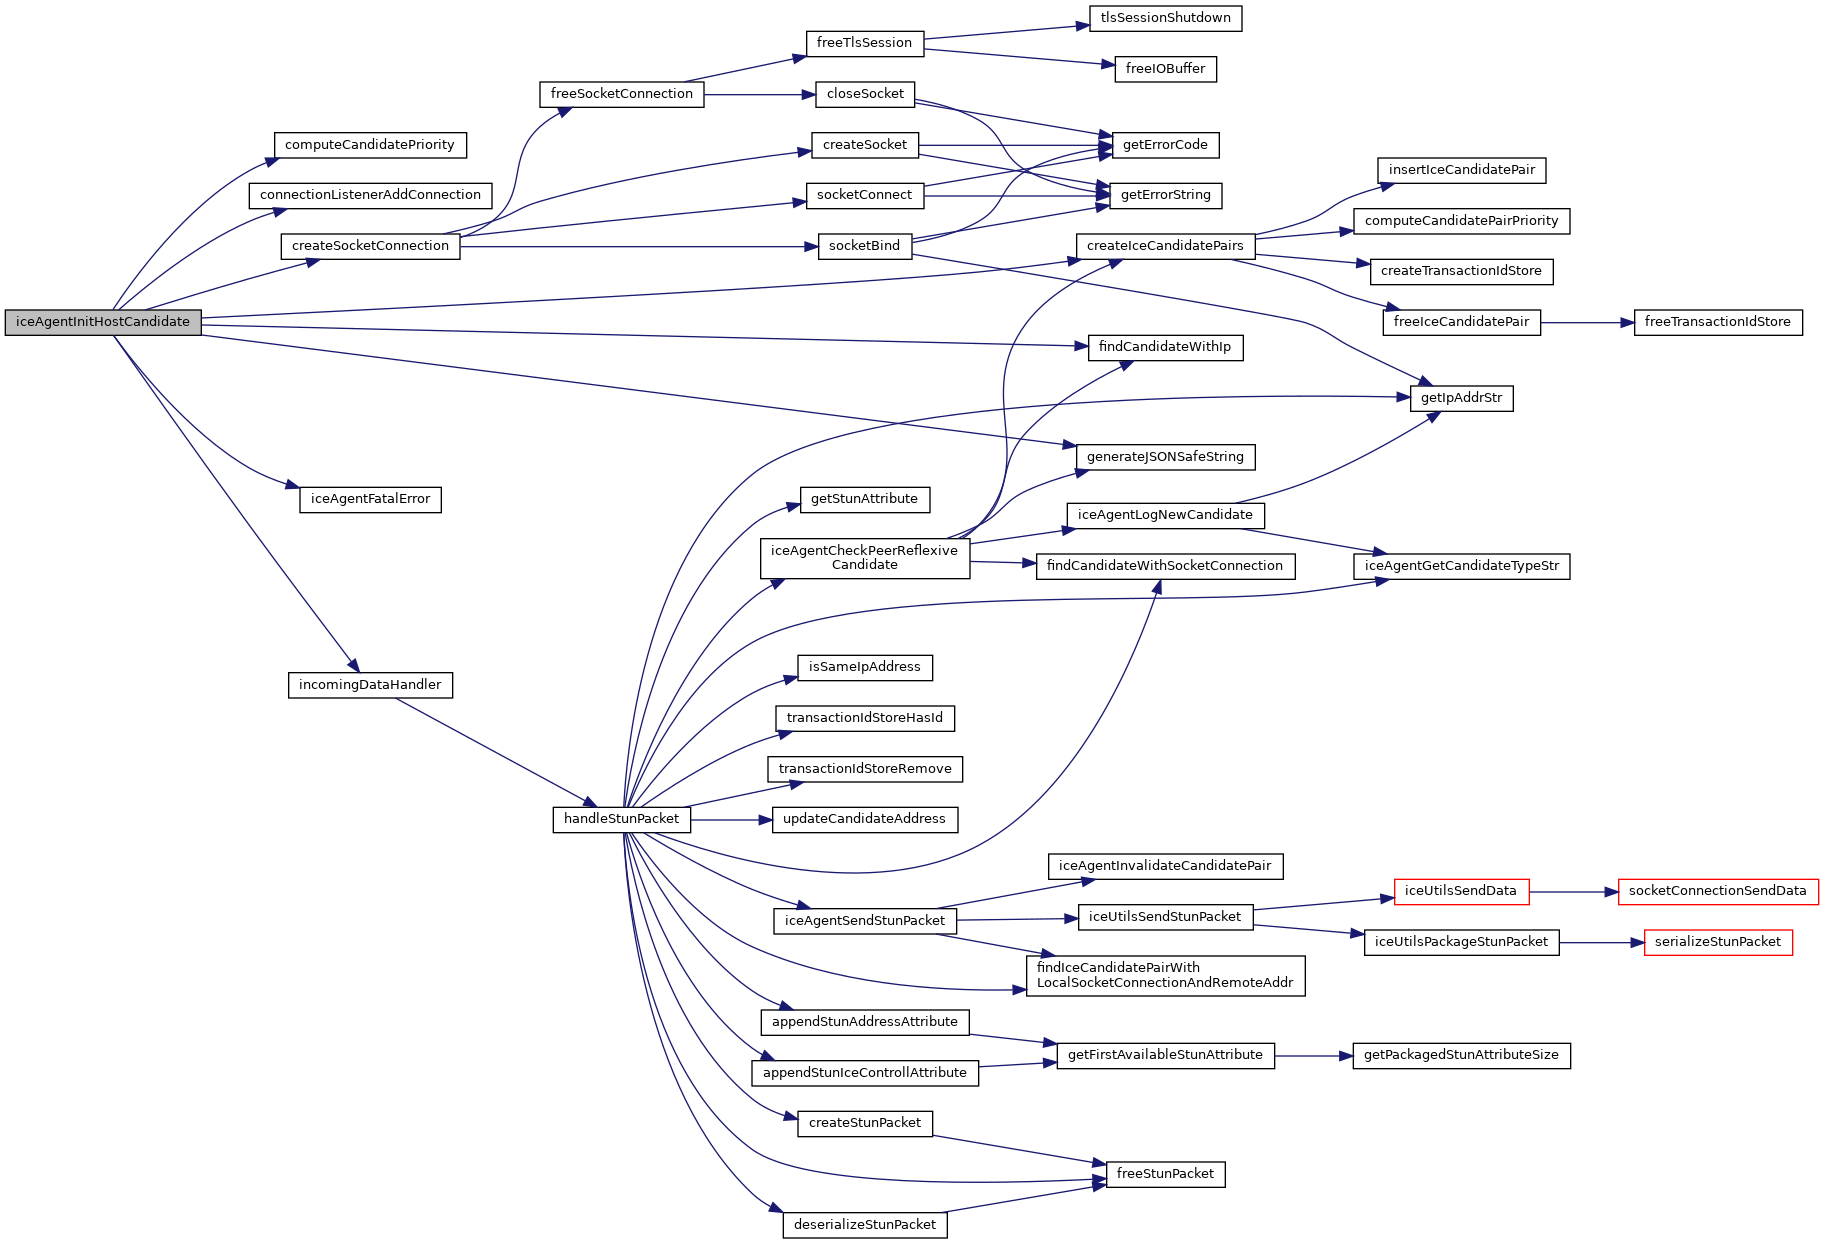 tlsSessionShutdown
freeTlsSession
freeIOBuffer
freeSocketConnection
closeSocket
computeCandidatePriority
createSocket
getErrorCode
insertIceCandidatePair
connectionListenerAddConnection
socketConnect
getErrorString
computeCandidatePairPriority
createSocketConnection
socketBind
createIceCandidatePairs
createTransactionIdStore
iceAgentInitHostCandidate
freeIceCandidatePair
freeTransactionIdStore
findCandidateWithIp
getIpAddrStr
generateJSONSafeString
iceAgentFatalError
getStunAttribute
iceAgentLogNewCandidate
iceAgentCheckPeerReflexive
Candidate
findCandidateWithSocketConnection
iceAgentGetCandidateTypeStr
isSameIpAddress
incomingDataHandler
transactionIdStoreHasId
transactionIdStoreRemove
handleStunPacket
updateCandidateAddress
iceAgentInvalidateCandidatePair
iceUtilsSendData
socketConnectionSendData
iceAgentSendStunPacket
iceUtilsSendStunPacket
iceUtilsPackageStunPacket
serializeStunPacket
findIceCandidatePairWith
LocalSocketConnectionAndRemoteAddr
appendStunAddressAttribute
getFirstAvailableStunAttribute
getPackagedStunAttributeSize
appendStunIceControllAttribute
createStunPacket
freeStunPacket
deserializeStunPacket